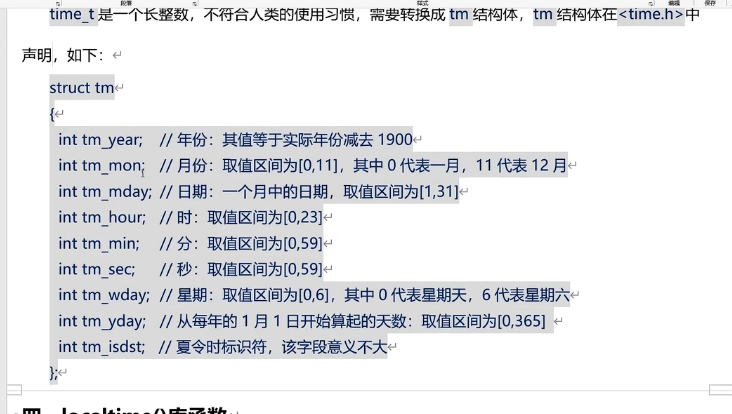 time_t 是一个长整数，不符合人类的使用习惯，需要转换成 tm 结构体，tm 结构体在<time.h>中
声明，如下：
struct tm
{
int tm_year; // 年份：其值等于实际年份减去 1900
int tm_mon; // 月份：取值区间为[0,11]，其中 0 代表一月，11 代表 12 月
int tm_mday; // 日期：一个月中的日期，取值区间为[1,31]
int tm_hour; // 时：取值区间为[0,23]
int tm_min; // 分：取值区间为[0,59]
int tm_sec; // 秒：取值区间为[0,59]
int tm_wday; // 星期：取值区间为[0,6]，其中 0 代表星期天，6 代表星期六
int tm_yday; // 从每年的 1 月 1 日开始算起的天数：取值区间为[0,365]
int tm_isdst; // 夏令时标识符，该字段意义不大
};
四、localtime()库函数